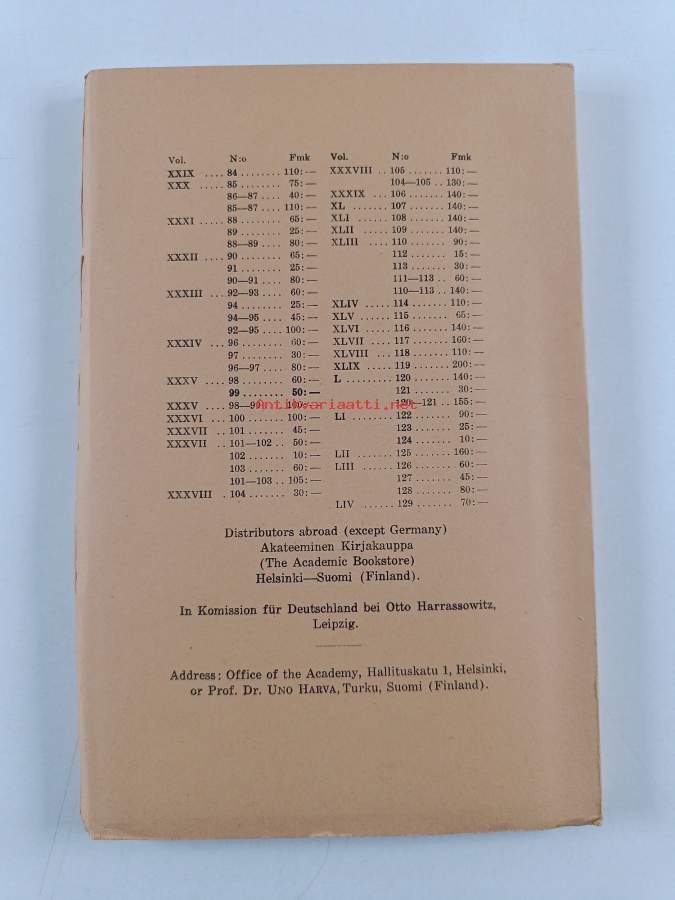 Vol. N:o Fmk
XXIX .... 84 ........ 110: —
XXX ..... 85 ........ 75: —
86—87 .... 40: —
85—87 .... 110: —
XXXI ..... 88 ........ 65: —
89 ........ 25: —
88—89 .... 80: —
XXXII .... 90 ........ 65: —
91 ........ 25: —
90—91 .... 80: —
XXXIII ... 92—93 .... 60: —
94 ........ 25: —
94—95 .... 45: —
92—95 .... 100: —
XXXIV ... 96 ........ 60: —
97 ........ 30: —
96—97 .... 80: —
XXXV .... 98 ........ 60: —
99 ........ 50: —
XXXV .... 98—99 .... 100: —
XXXVI ... 100 ....... 100: —
XXXVII .. 101 ....... 45: —
XXXVII .. 101—102 .. 50: —
102 ....... 10: —
103 ....... 60: —
101—103 .. 105: —
XXXVIII . 104 ....... 30: —
Vol. N:o Fmk
XXXVIII .. 105 ....... 110: —
104—105 .. 130: —
XXXIX ... 106 ....... 140: —
XL ....... 107 ....... 140: —
XLI ...... 108 ....... 140: —
XLII ..... 109 ....... 140: —
XLIII .... 110 ....... 90: —
112 ....... 15: —
113 ....... 30: —
111—113 .. 60: —
110—113 .. 140: —
XLIV ..... 114 ....... 110: —
XLV ...... 115 ....... 65: —
XLVI ..... 116 ....... 140: —
XLVII .... 117 ....... 160: —
XLVIII ... 118 ....... 110: —
XLIX ..... 119 ....... 200: —
L ........ 120 ....... 140: —
121 ....... 30: —
120—121 .. 155: —
LI ........ 122 ....... 90: —
123 ....... 25: —
124 ....... 10: —
LII ....... 125 ....... 160: —
LIII ...... 126 ....... 60: —
127 ....... 45: —
128 ....... 80: —
LIV ...... 129 ....... 70: —
Antikvariaatti.net
Distributors abroad (except Germany)
Akateeminen Kirjakauppa
(The Academic Bookstore)
Helsinki—Suomi (Finland).
In Komission für Deutschland bei Otto Harrassowitz,
Leipzig.
Address: Office of the Academy, Hallituskatu 1, Helsinki,
or Prof. Dr. UNO HARVA, Turku, Suomi (Finland).